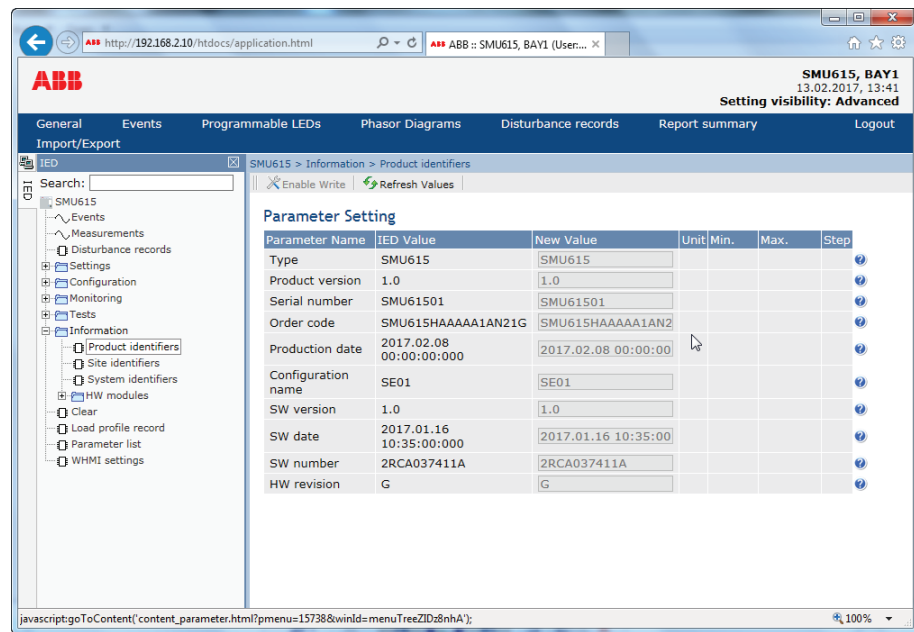 ABB http://192.168.2.10/htdocs/application.html
ABB ABB :: SMU615, BAY1 (User:...
ABB
SMU615, BAY1
13.02.2017, 13:41
Setting visibility: Advanced
General Events Programmable LEDs Phasor Diagrams Disturbance records Report summary Logout
Import/Export
IED
IED
Search:
SMU615
Events
Measurements
Disturbance records
Settings
Configuration
Monitoring
Tests
Information
Product identifiers
Site identifiers
System identifiers
HW modules
Clear
Load profile record
Parameter list
WHMI settings
SMU615 > Information > Product identifiers
Enable Write Refresh Values
Parameter Setting
Parameter Name IED Value New Value Unit Min. Max. Step
Type SMU615 SMU615
Product version 1.0 1.0
Serial number SMU61501 SMU61501
Order code SMU615HAAAAA1AN21G SMU615HAAAAA1AN2
Production date 2017.02.08 00:00:00:000 2017.02.08 00:00:00
Configuration name SE01 SE01
SW version 1.0 1.0
SW date 2017.01.16 10:35:00:000 2017.01.16 10:35:00
SW number 2RCA037411A 2RCA037411A
HW revision G G
javascript:goToContent('content_parameter.html?pmenu=15738&winId=menuTreeZIDz8nhA'); 100%